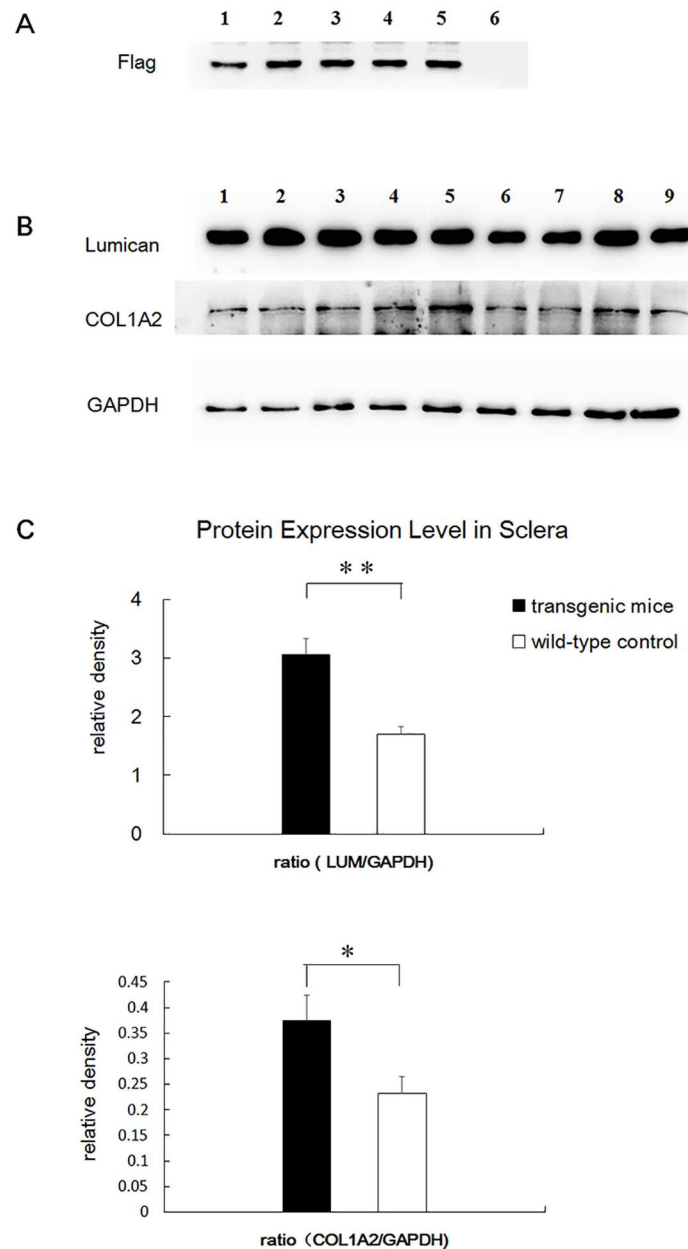 A
1 2 3 4 5 6
Flag
B
1 2 3 4 5 6 7 8 9
Lumican
COL1A2
GAPDH
C
Protein Expression Level in Sclera
**
transgenic mice
wild-type control
relative density
4
3
2
1
0
ratio ( LUM/GAPDH)
*
relative density
0.45
0.4
0.35
0.3
0.25
0.2
0.15
0.1
0.05
0
ratio (COL1A2/GAPDH)